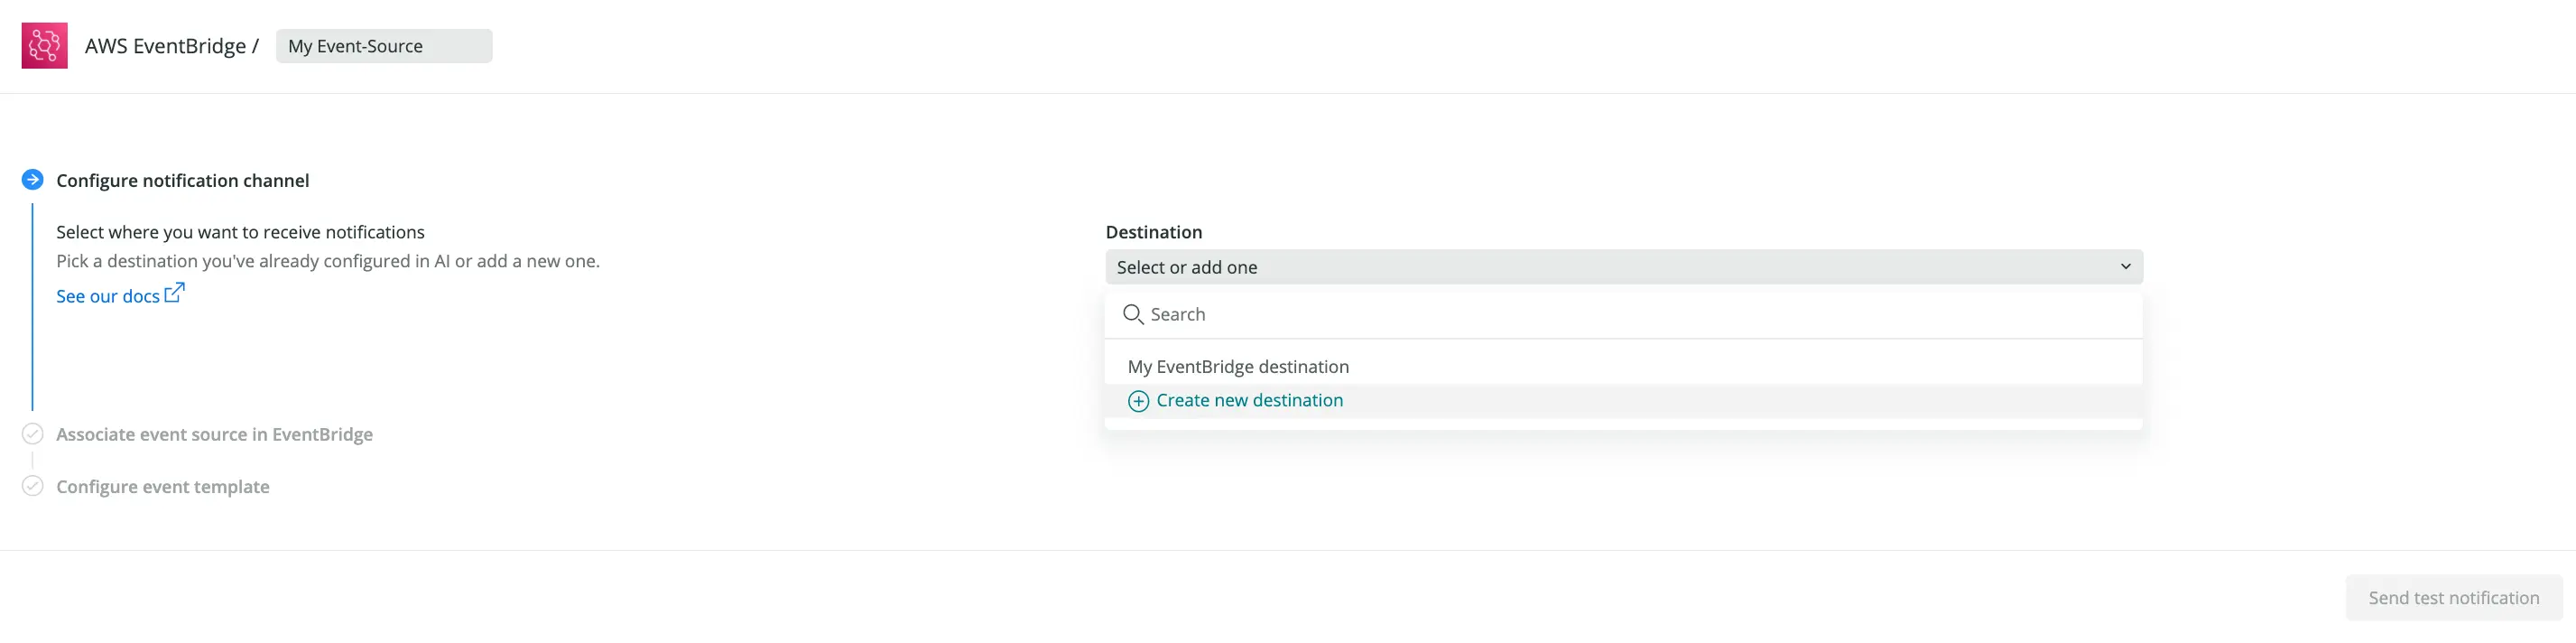 AWS EventBridge / My Event-Source
Configure notification channel
Select where you want to receive notifications
Pick a destination you've already configured in AI or add a new one.
See our docs
Destination
Select or add one
Search
My EventBridge destination
Create new destination
Associate event source in EventBridge
Configure event template
Send test notification